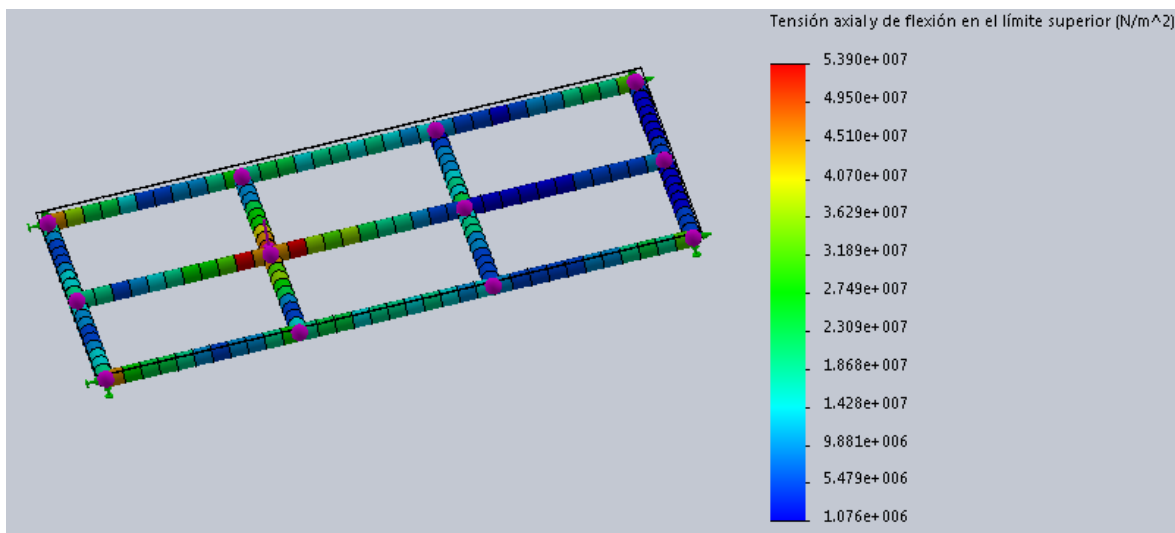 Tensión axial y de flexión en el límite superior (N/m^2)
5.390e+007
4.950e+007
4.510e+007
4.070e+007
3.629e+007
3.189e+007
2.749e+007
2.309e+007
1.868e+007
1.428e+007
9.881e+006
5.479e+006
1.076e+006